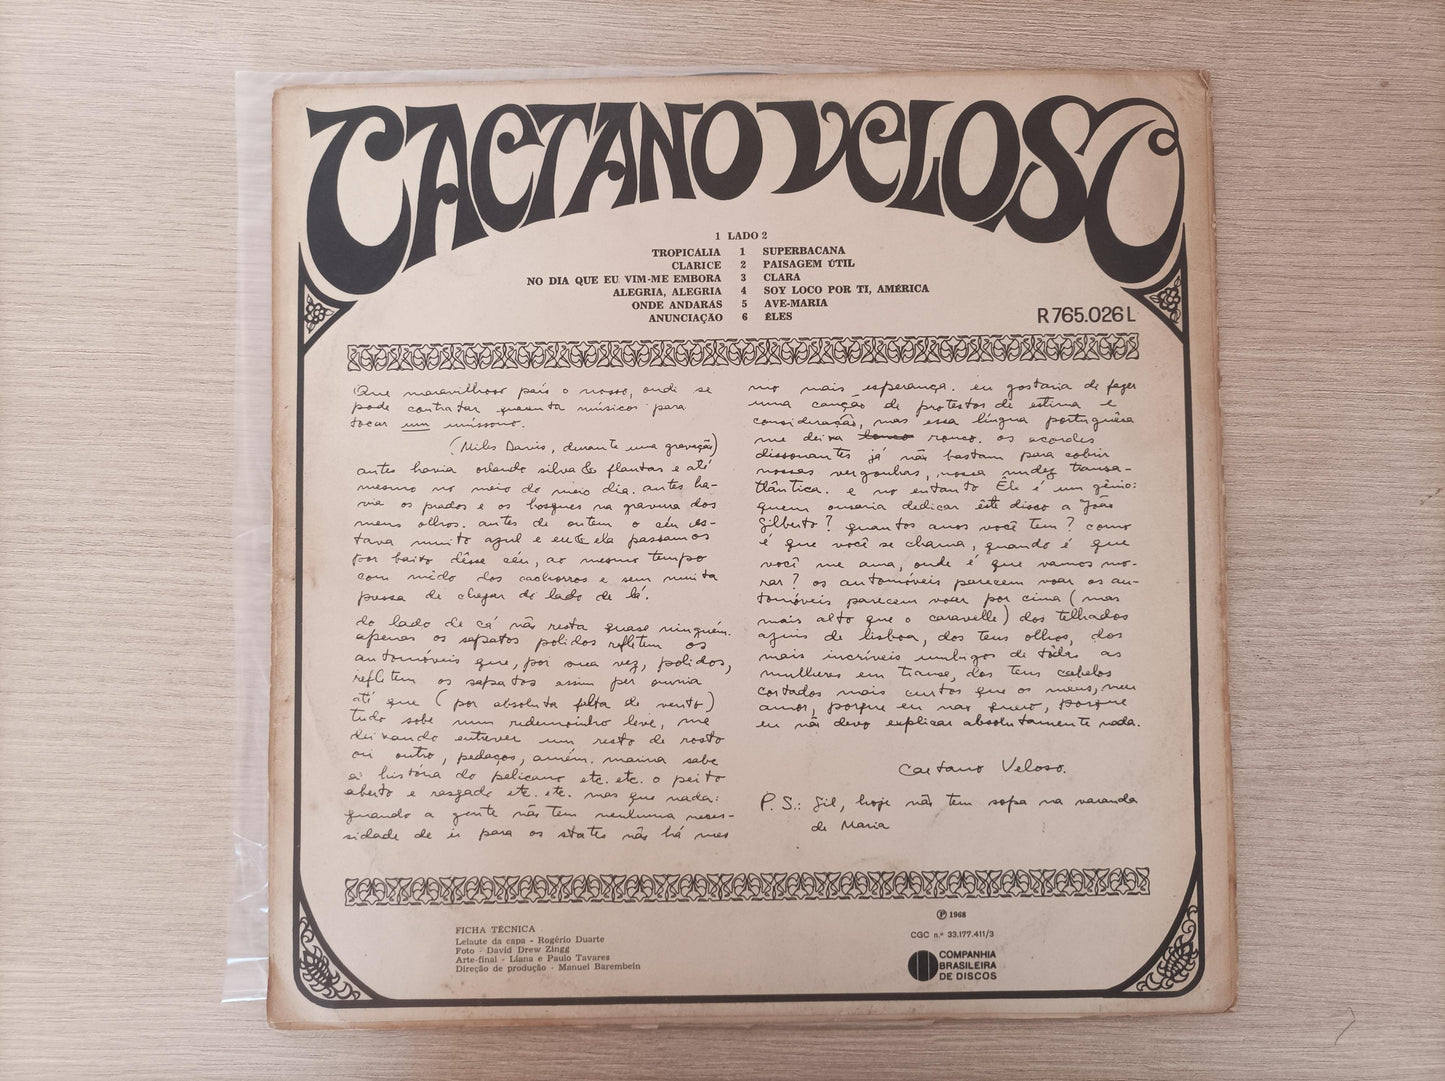 CAETANO VELOSO
1 LADO 2
TROPICÁLIA 1 SUPERBACANA
CLARICE 2 PAISAGEM ÚTIL
NO DIA QUE EU VIM-ME EMBORA 3 CLARA
ALEGRIA, ALEGRIA 4 SOY LOCO POR TI, AMÉRICA
ONDE ANDARÁS 5 AVE-MARIA
ANUNCIAÇÃO 6 ÊLES
R 765.026 L
Que maravilhoso país o nosso, onde se
pode contratar quarenta músicos para
tocar um uníssono.
(Miles Davis, durante uma gravação)
antes havia orlando silva & flautas e até
mesmo no meio do meio dia. antes ha-
via os prados e os bosques na gravura dos
meus olhos. antes de ontem o céu es-
tava muito azul e eu & ela passamos
por baixo dêsse céu, ao mesmo tempo
com mêdo dos cachorros e sem muita
pressa de chegar do lado de lá.
do lado de cá não resta quase ninguém.
apenas os sapatos polidos refletem os
automóveis que, por sua vez, polidos,
refletem os sapatos assim per omnia
até que (por absoluta falta de vento)
tudo sobe num redemoinho leve, me
deixando entrever um resto de rosto
ou outro, pedaços, amém. marina sabe
a história do pelicano etc. etc. o peito
aberto e rasgado etc. etc. mas que nada:
quando a gente não tem nenhuma neces-
sidade de ir para os states não há mes
mo mais esperança. eu gostaria de fazer
uma canção de protestos de estima e
consideração, mas essa língua portuguêsa
me deixa rouco. os acordes
dissonantes já não bastam para cobrir
nossas vergonhas, nossa nudez transa-
tlântica. e no entanto Êle é um gênio:
quem ousaria dedicar êste disco a João
Gilberto? quantos anos você tem? como
é que você se chama, quando é que
você me ama, onde é que vamos mo-
rar? os automóveis parecem voar os au-
tomóveis parecem voar por cima (mas
mais alto que o caravelle) dos telhados
azuis de lisboa, dos teus olhos, dos
mais incríveis umbigos de tôdas as
mulheres em transe, dos teus cabelos
cortados mais curtos que os meus, meu
amor, porque eu não quero, porque
eu não devo explicar absolutamente nada.
Caetano Veloso.
P. S.: Gil, hoje não tem sopa na varanda
de Maria
FICHA TÉCNICA
Leiaute da capa - Rogério Duarte
Foto - David Drew Zingg
Arte-final - Liana e Paulo Tavares
Direção de produção - Manuel Barembein
Ⓟ 1968
CGC n.º 33.177.411/3
COMPANHIA
BRASILEIRA
DE DISCOS